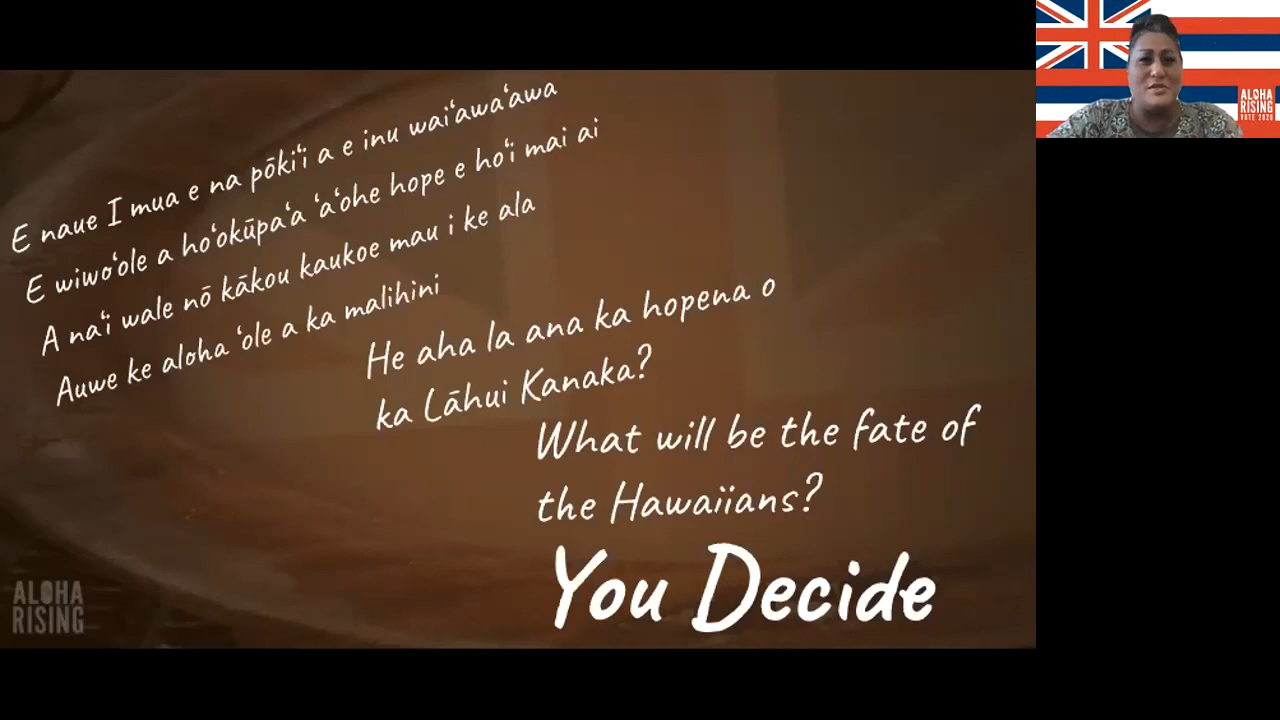 E naue I mua e na pōkiʻi a e inu waiʻawaʻawa
E wiwoʻole a hoʻokūpaʻa ʻaʻohe hope e hoʻi mai ai
A naʻi wale nō kākou kaukoe mau i ke ala
Auwe ke aloha ʻole a ka malihini
He aha la ana ka hopena o
ka Lāhui Kanaka?
What will be the fate of
the Hawaiians?
You Decide
ALOHA
RISING
ALOHA
RISING
VOTE 2020